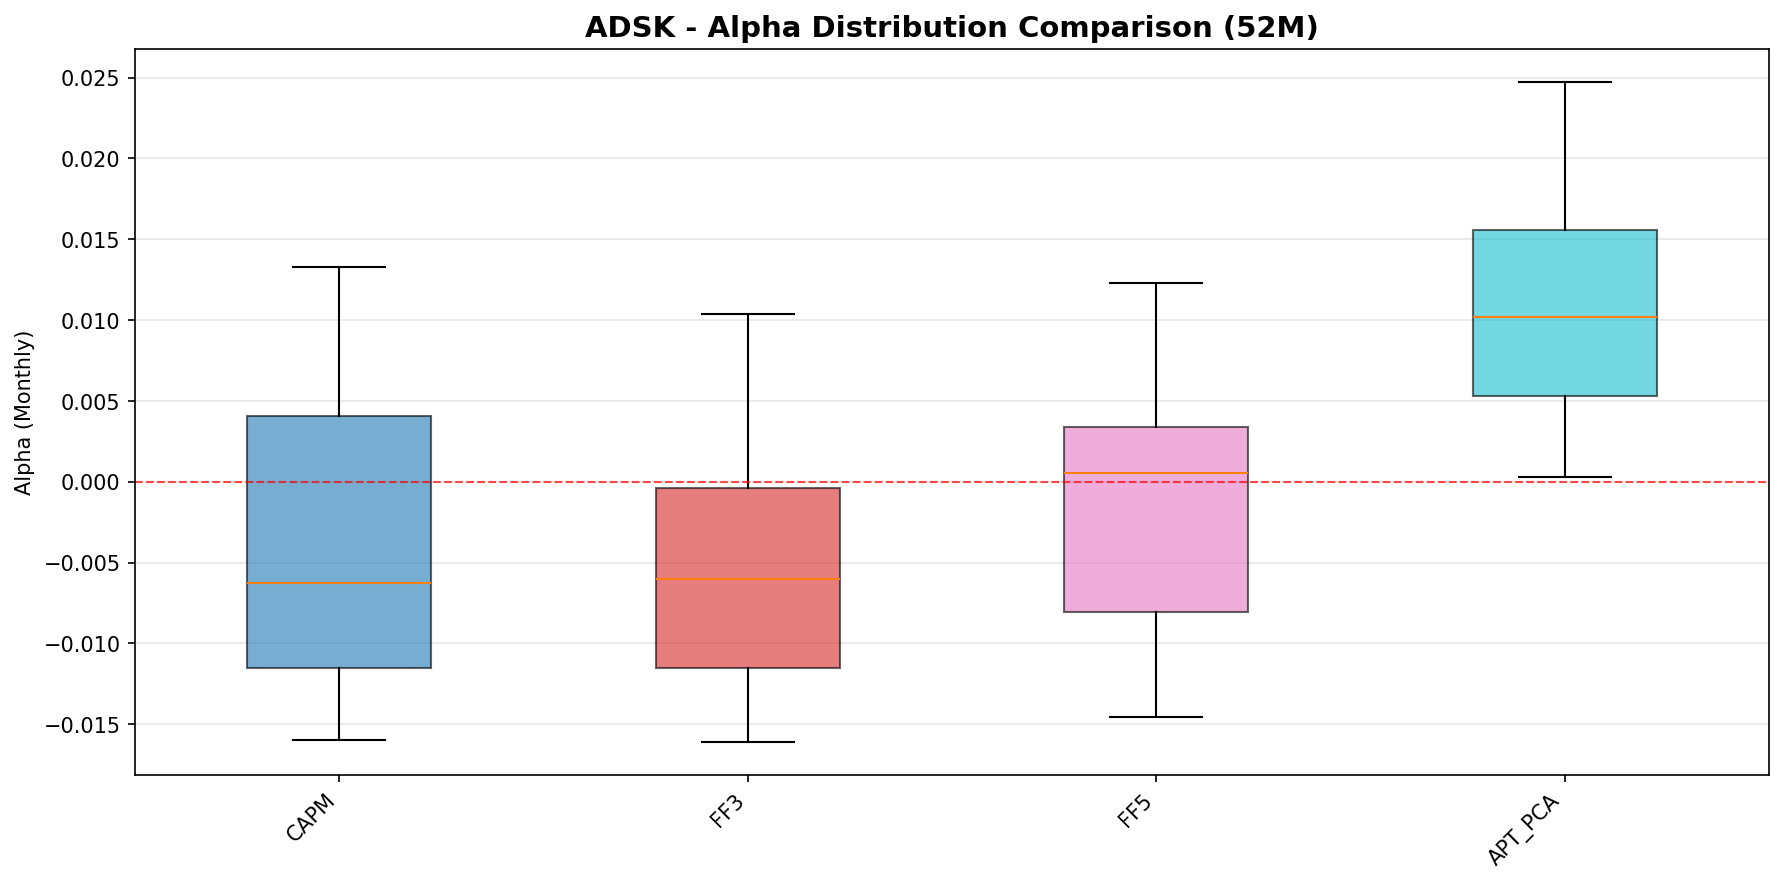 ADSK - Alpha Distribution Comparison (52M)
Alpha (Monthly)
0.025
0.020
0.015
0.010
0.005
0.000
−0.005
−0.010
−0.015
CAPM
FF3
FF5
APT_PCA